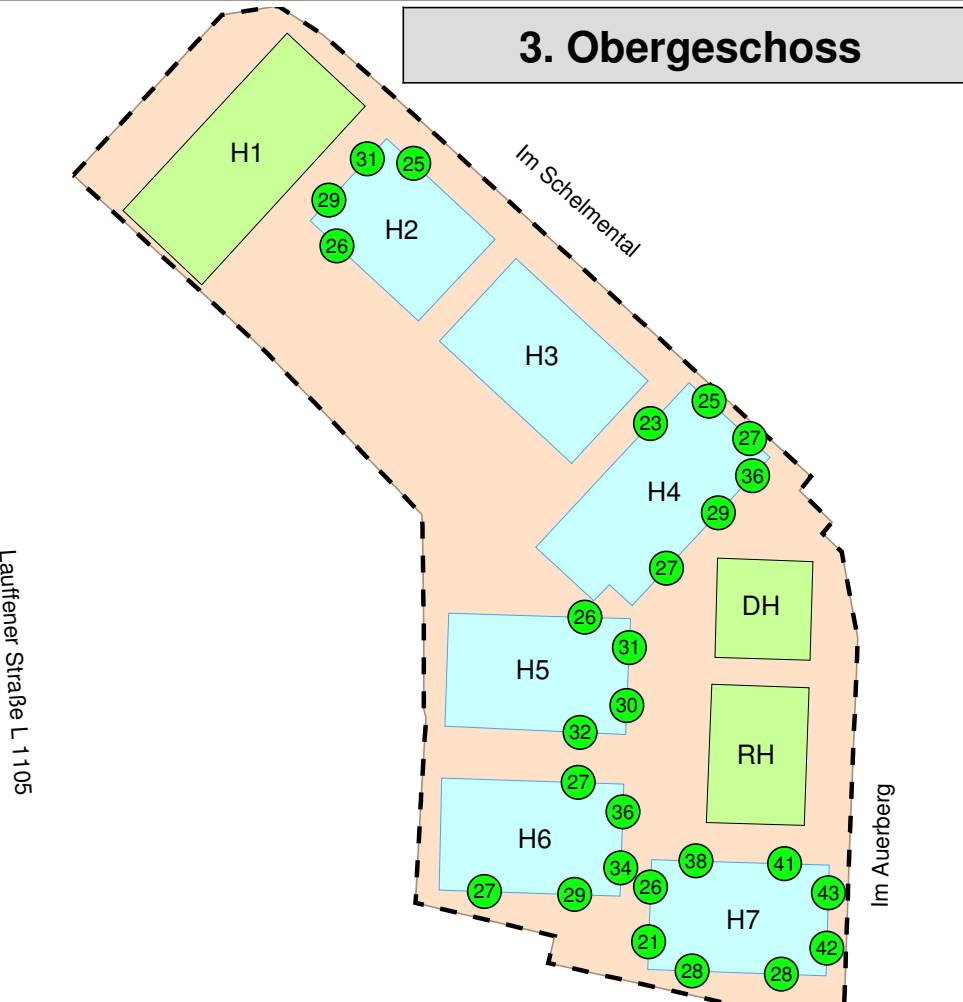 3. Obergeschoss
H1
Im Schelmental
31
25
29
H2
26
H3
25
23
27
36
H4
29
27
DH
26
31
H5
30
32
RH
27
36
H6
34
27
29
38
41
26
43
H7
21
42
28
28
Lauffener Straße L 1105
Im Auerberg